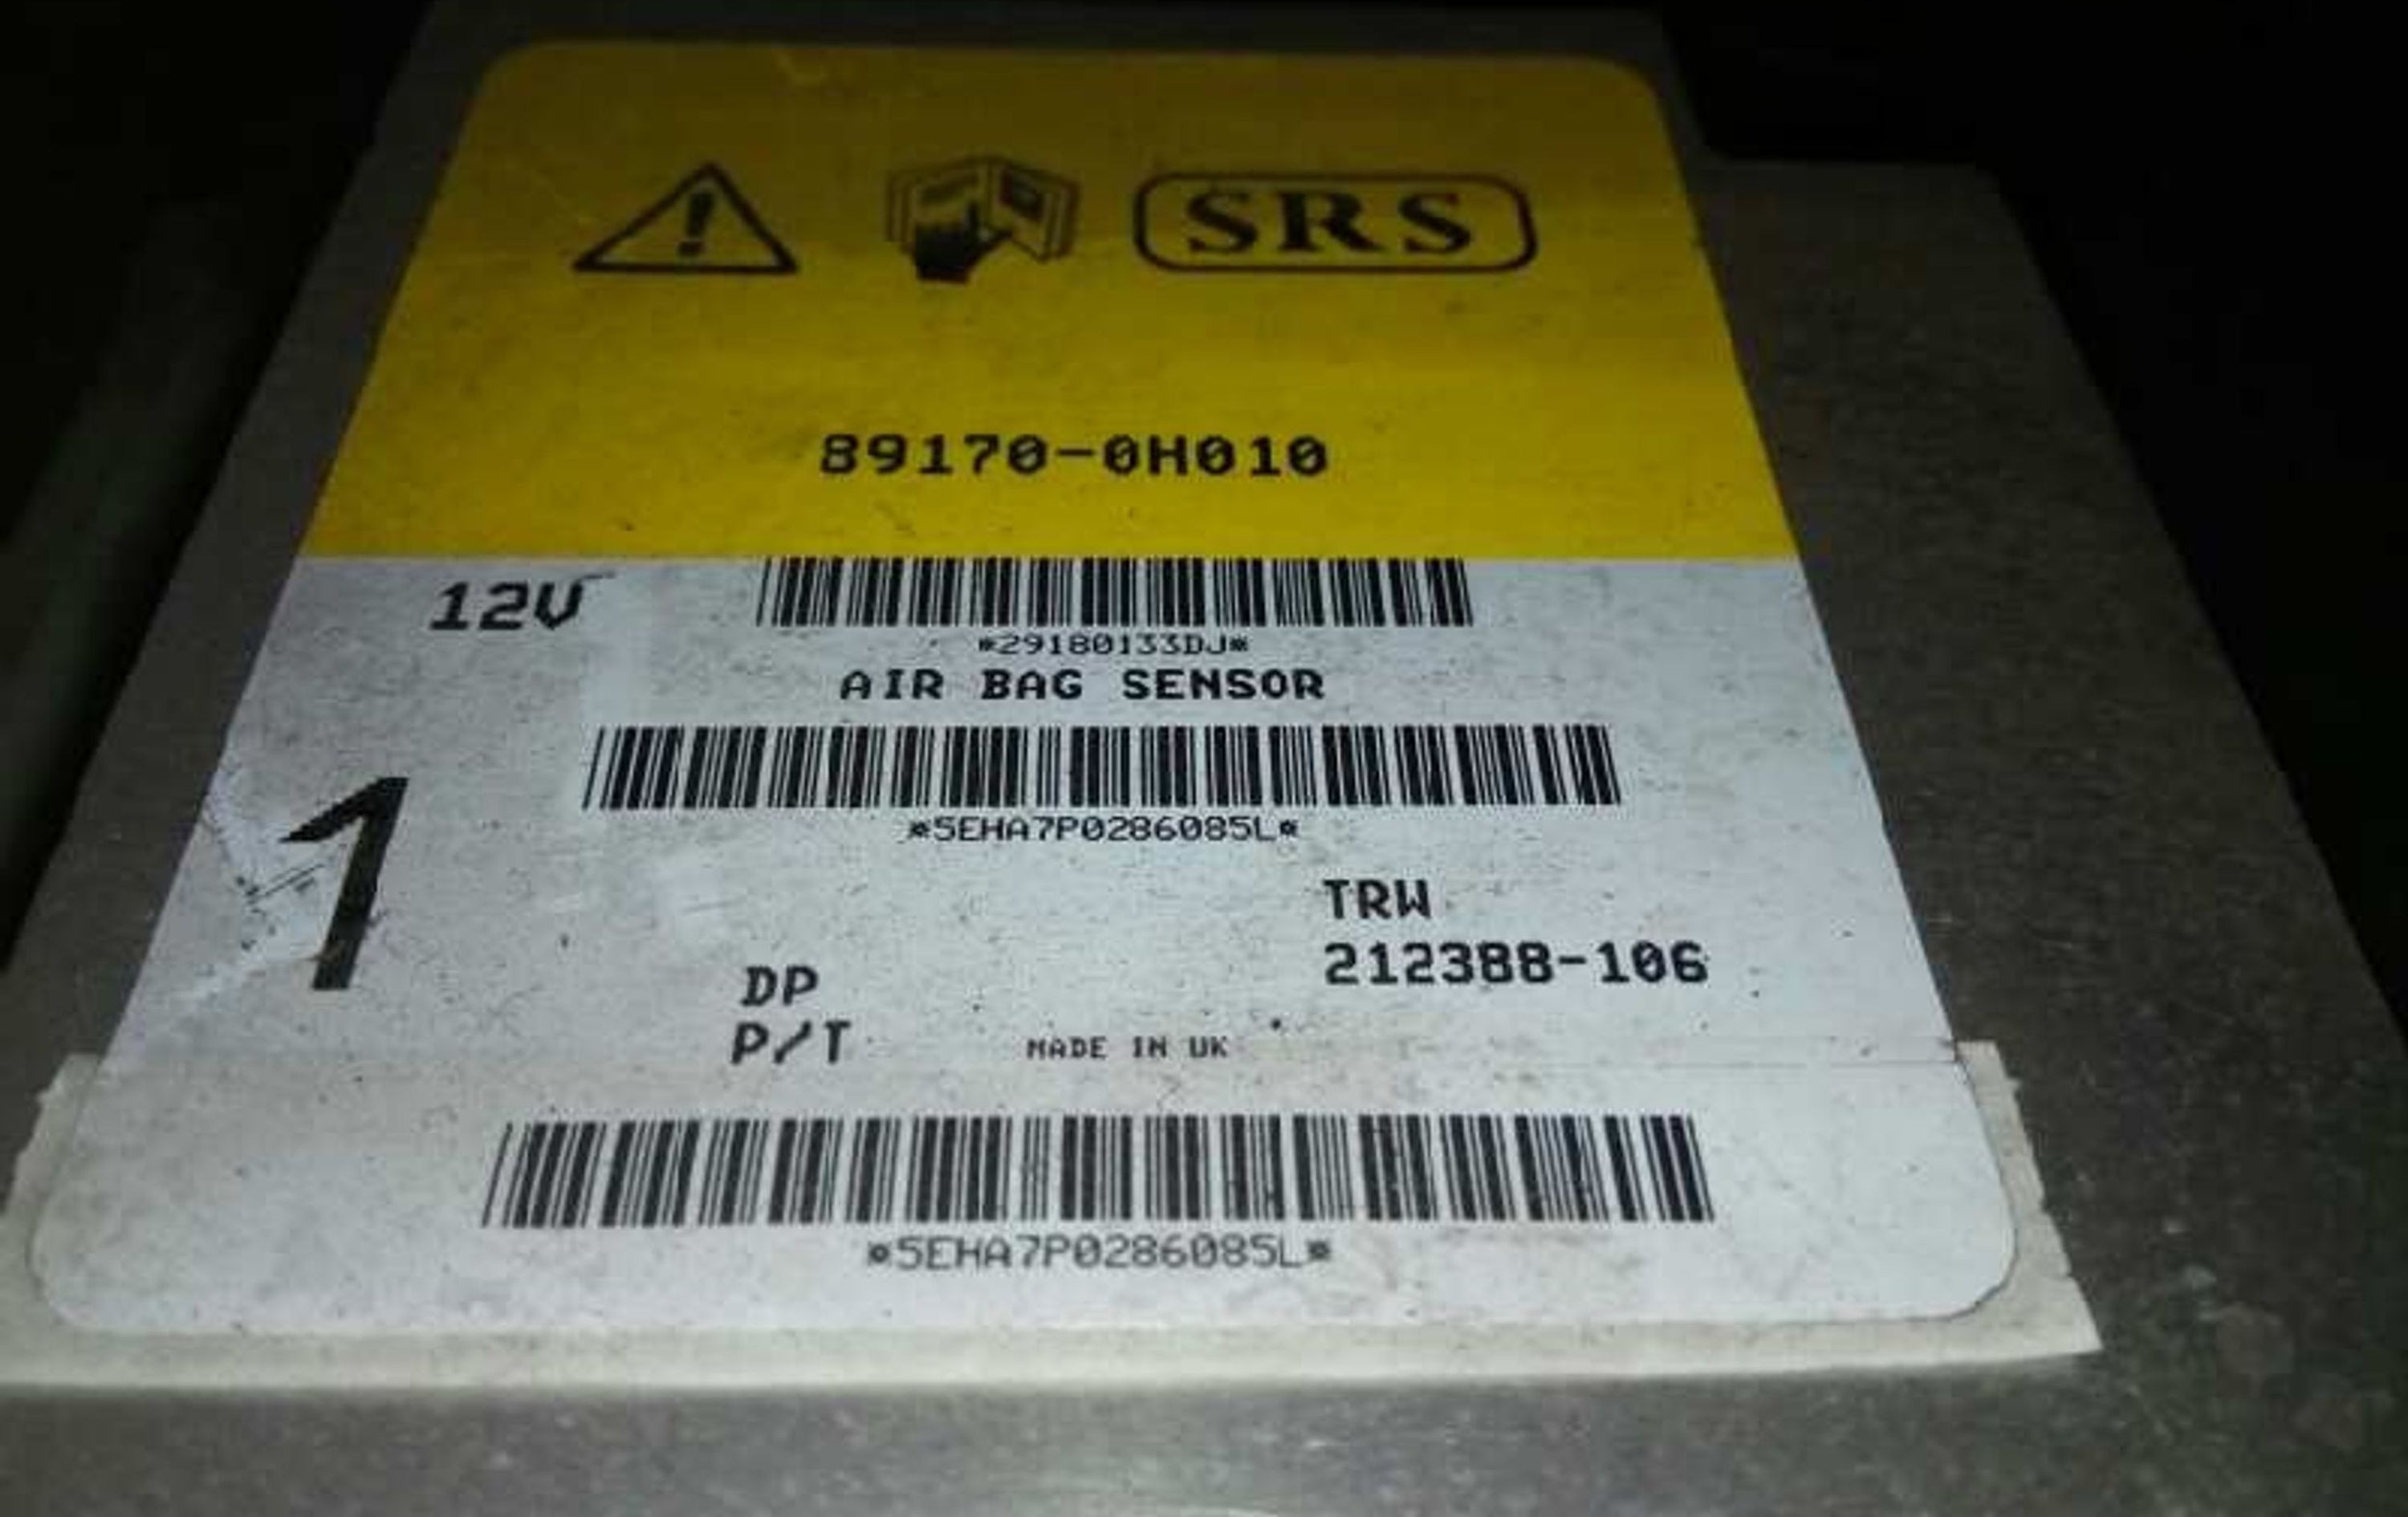 SRS
89170-0H010
12V
*29180133DJ*
AIR BAG SENSOR
*5EHA7P0286085L*
1
TRW
212388-106
DP
P/T
MADE IN UK
*5EHA7P0286085L*